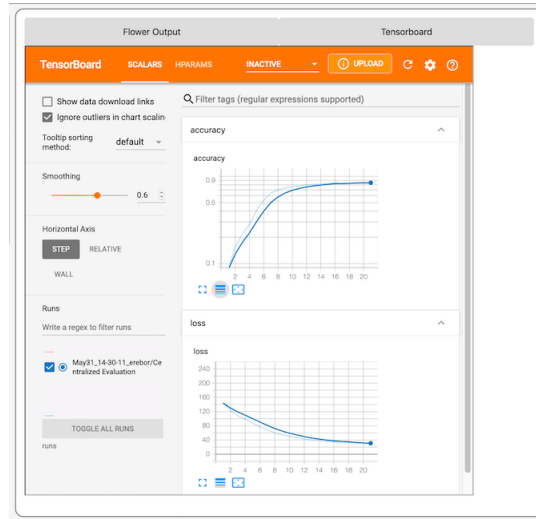 Flower Output
Tensorboard
TensorBoard
SCALARS
HPARAMS
INACTIVE
UPLOAD
Show data download links
Ignore outliers in chart scalin
Tooltip sorting
method:
default
Smoothing
0.6
Horizontal Axis
STEP
RELATIVE
WALL
Runs
Write a regex to filter runs
May31_14-30-11_erebor/Ce
ntralized Evaluation
TOGGLE ALL RUNS
runs
Filter tags (regular expressions supported)
accuracy
accuracy
0.9
0.5
0.1
2 4 6 8 10 12 14 16 18 20
loss
loss
240
200
160
120
80
40
0
2 4 6 8 10 12 14 16 18 20